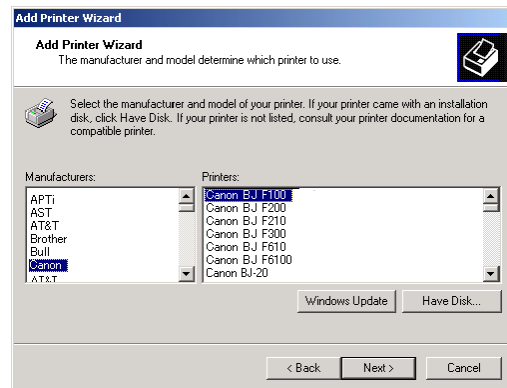 Add Printer Wizard
Add Printer Wizard
The manufacturer and model determine which printer to use.
Select the manufacturer and model of your printer. If your printer came with an installation
disk, click Have Disk. If your printer is not listed, consult your printer documentation for a
compatible printer.
Manufacturers:
APTi
AST
AT&T
Brother
Bull
Canon
AT&T
Printers:
Canon BJ F100
Canon BJ F200
Canon BJ F210
Canon BJ F300
Canon BJ F610
Canon BJ F6100
Canon BJ-20
Windows Update
Have Disk...
< Back
Next >
Cancel